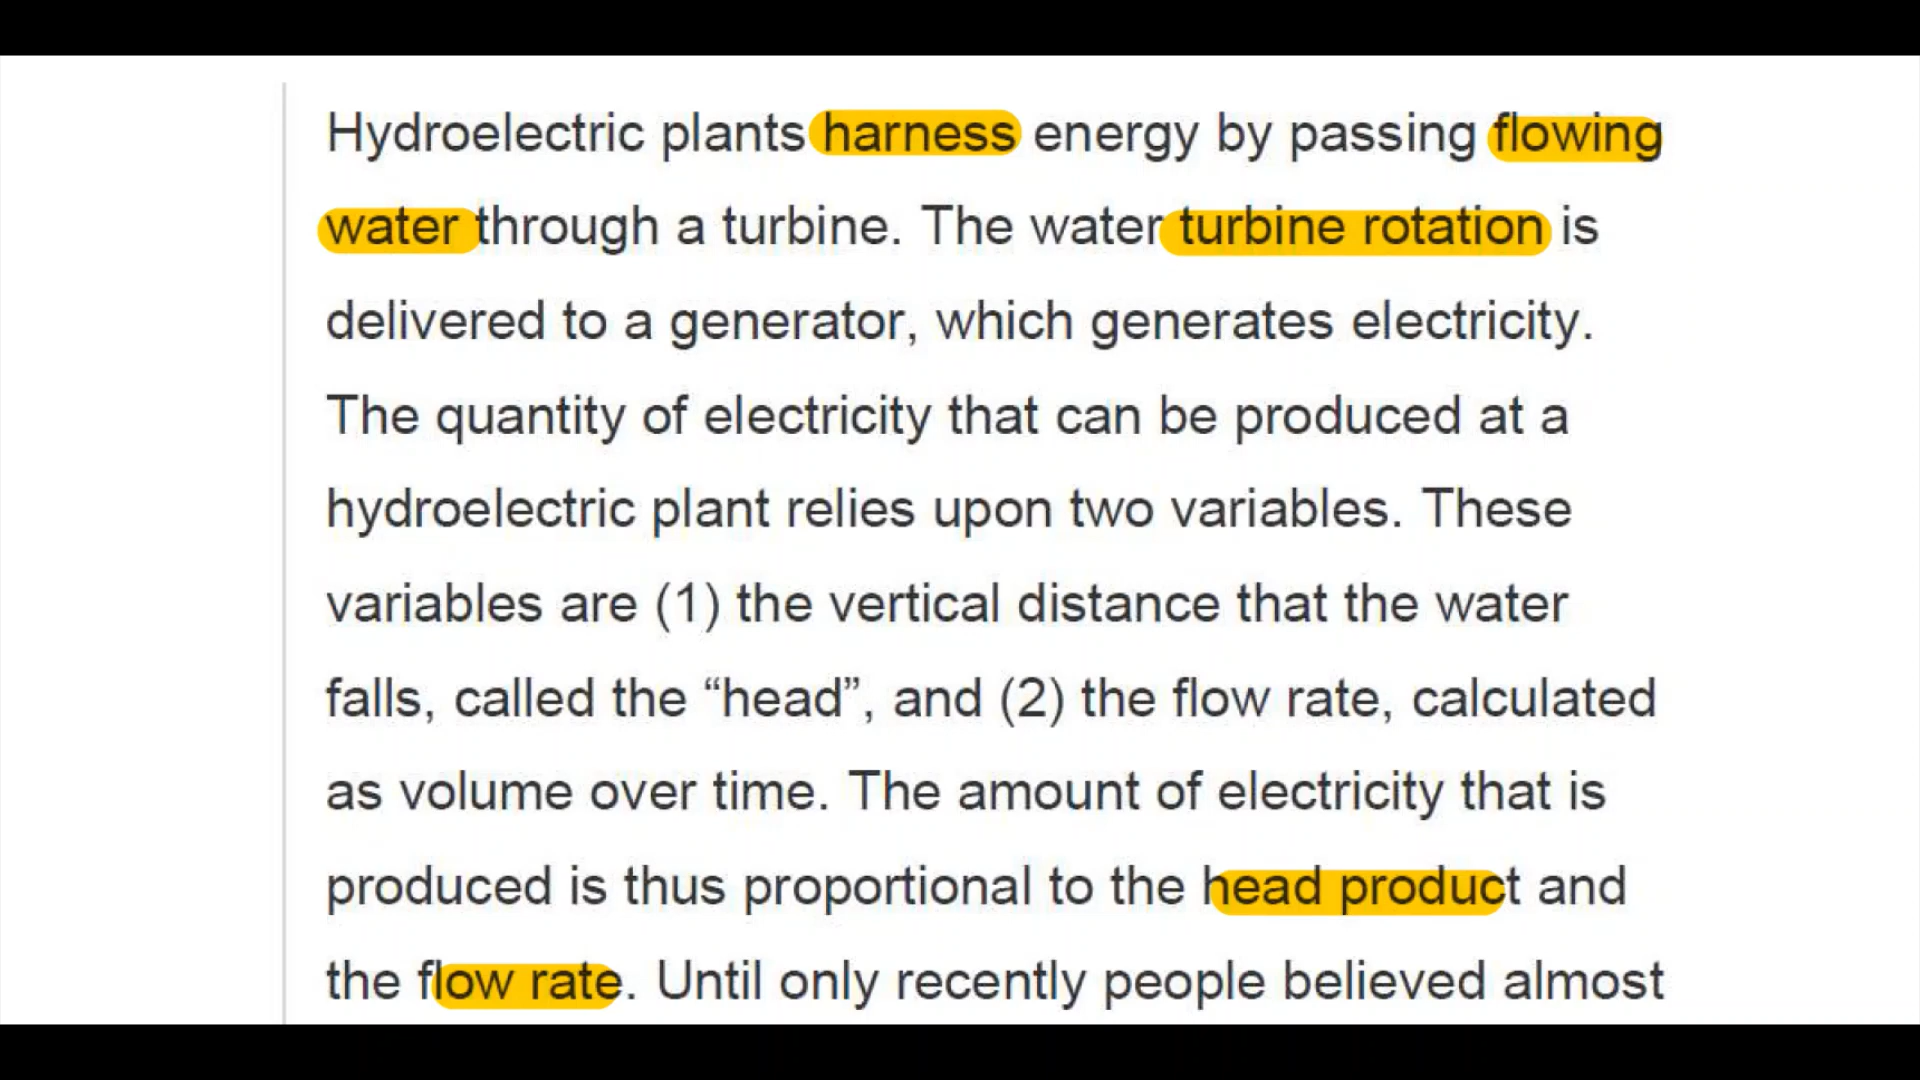 Hydroelectric plants harness energy by passing flowing
water through a turbine. The water turbine rotation is
delivered to a generator, which generates electricity.
The quantity of electricity that can be produced at a
hydroelectric plant relies upon two variables. These
variables are (1) the vertical distance that the water
falls, called the “head”, and (2) the flow rate, calculated
as volume over time. The amount of electricity that is
produced is thus proportional to the head product and
the flow rate. Until only recently people believed almost